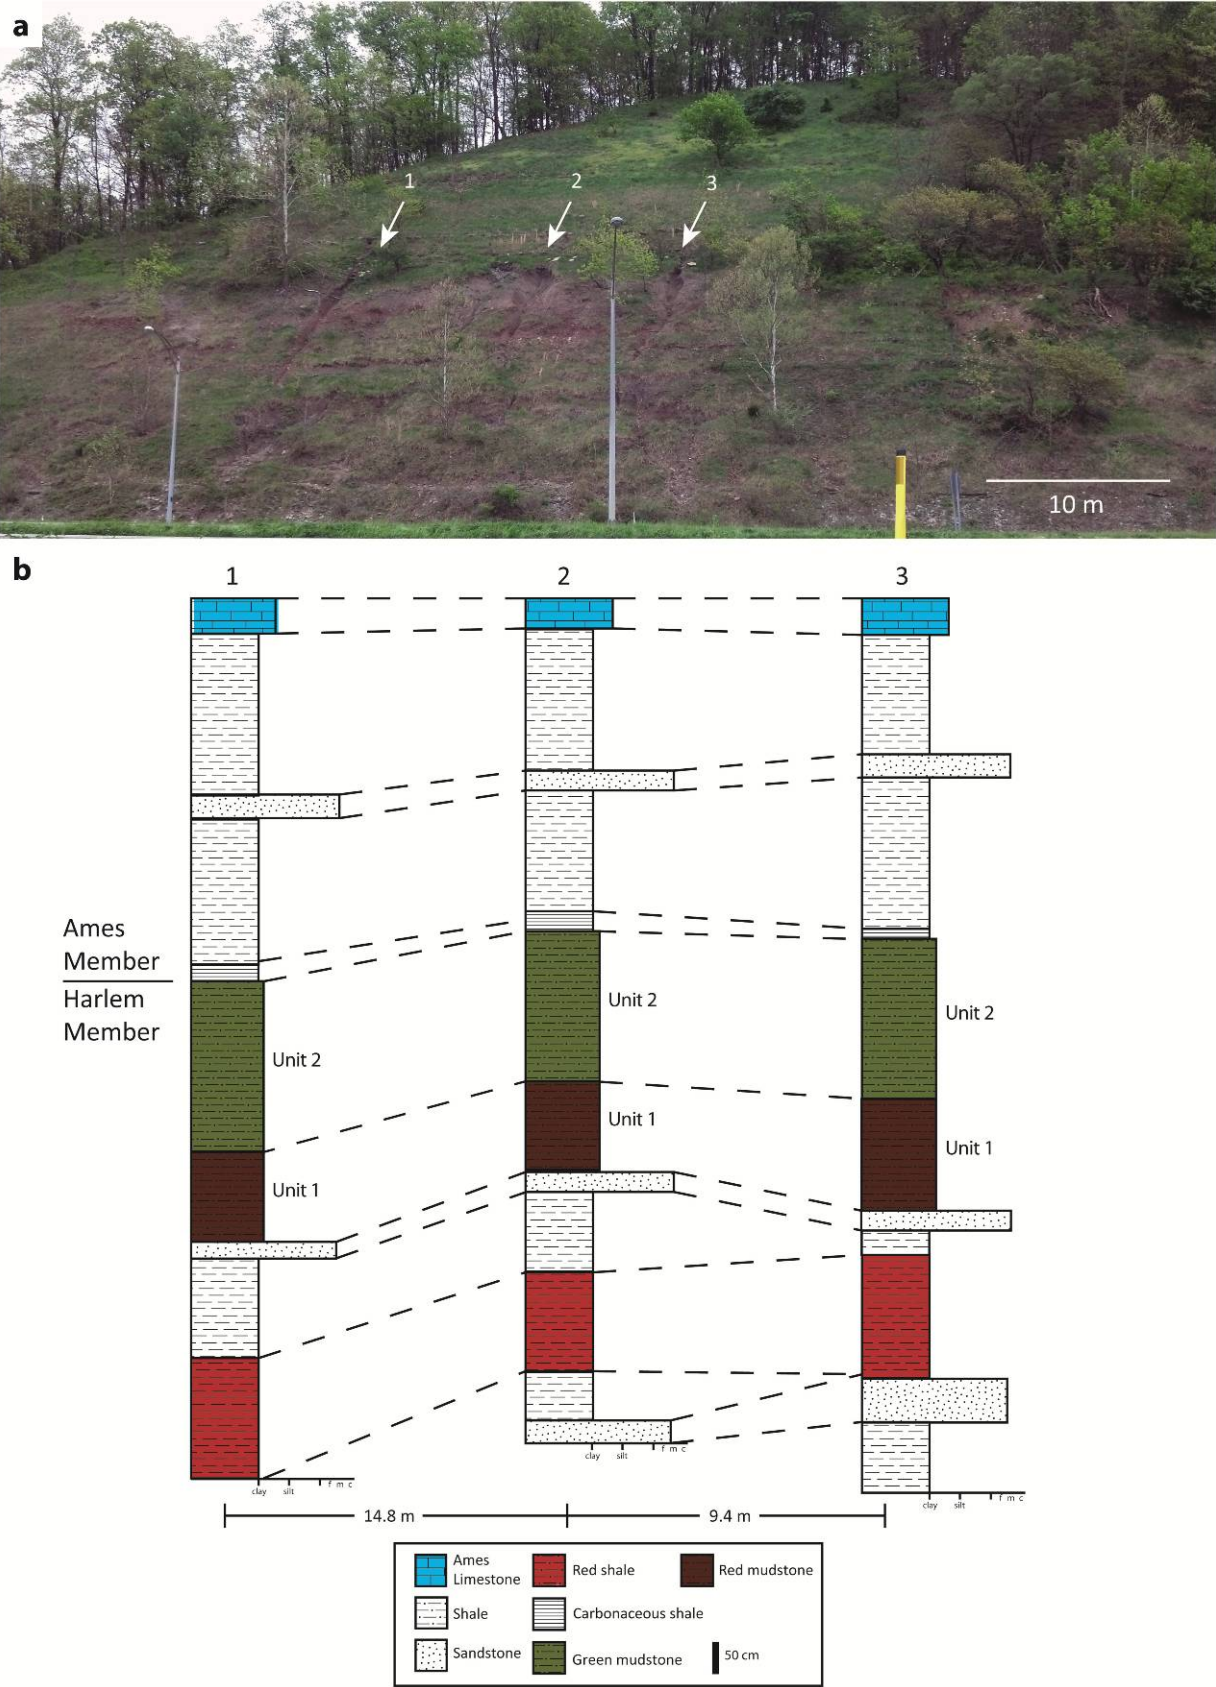 a
1
2
3
10 m
b
1
2
3
Ames
Member
Harlem
Member
Unit 2
Unit 2
Unit 2
Unit 1
Unit 1
Unit 1
clay silt f m c
clay silt f m c
clay silt f m c
14.8 m
9.4 m
Ames
Limestone
Red shale
Red mudstone
Shale
Carbonaceous shale
Sandstone
Green mudstone
50 cm